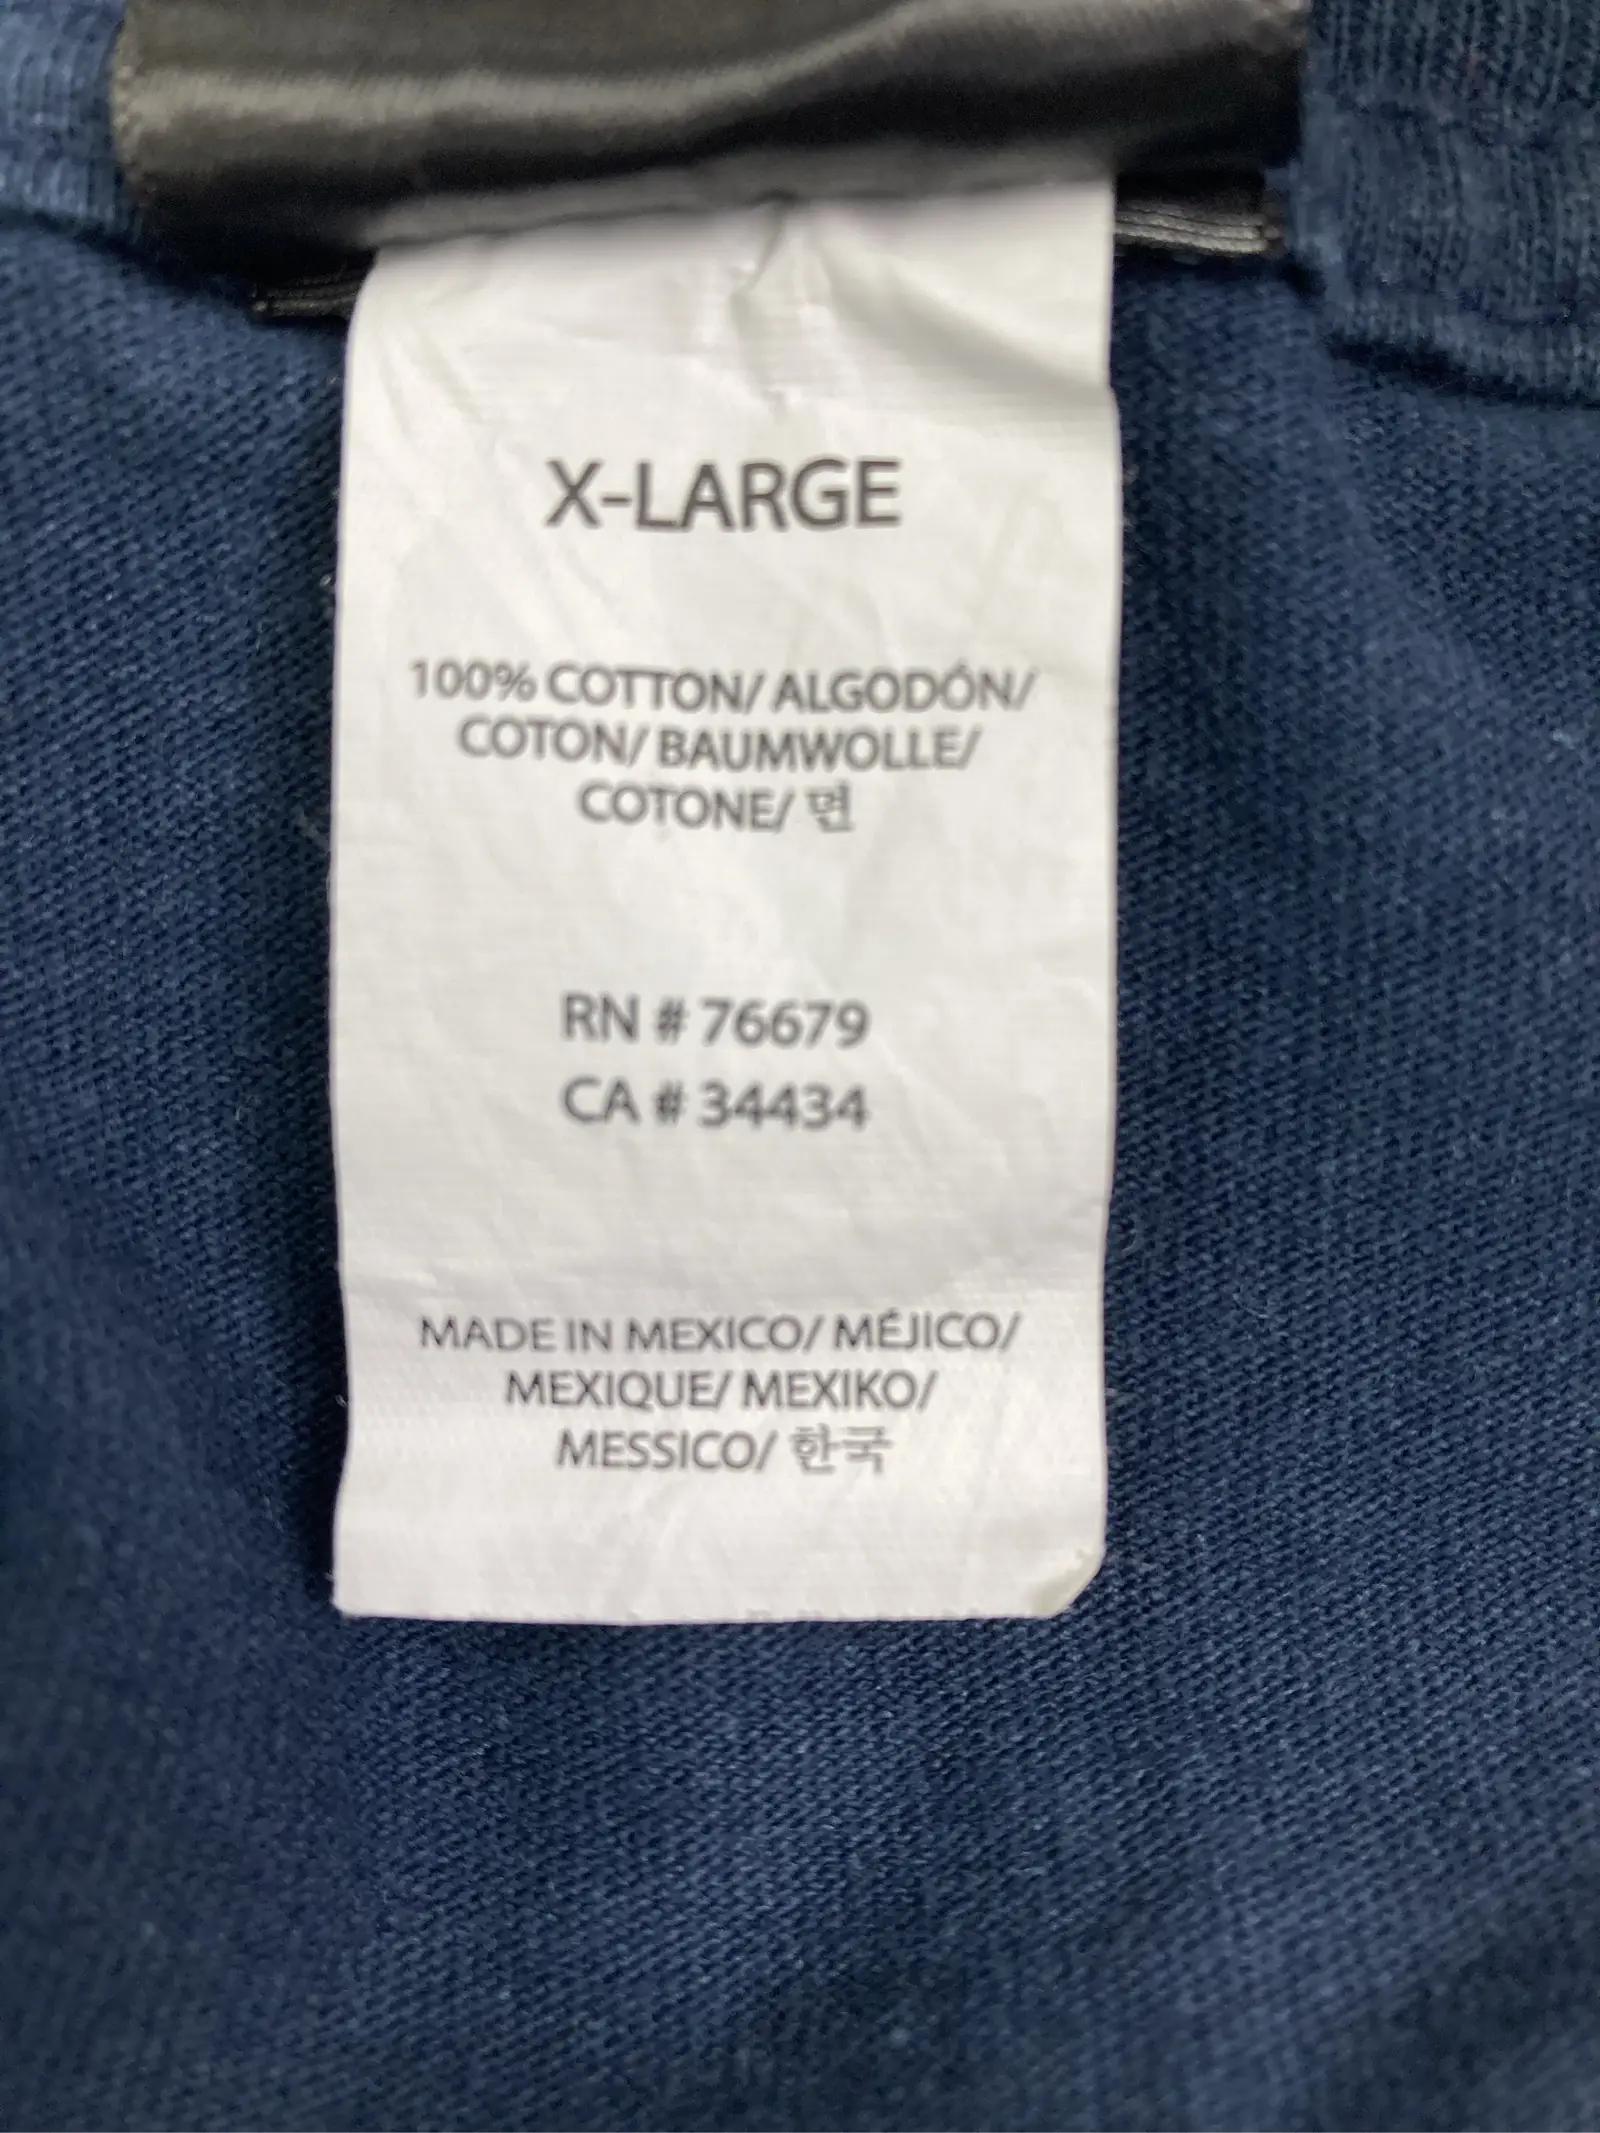 X-LARGE
100% COTTON/ ALGODÓN/
COTON/ BAUMWOLLE/
COTONE/ 면
RN # 76679
CA # 34434
MADE IN MEXICO/ MÉJICO/
MEXIQUE/ MEXIKO/
MESSICO/ 한국